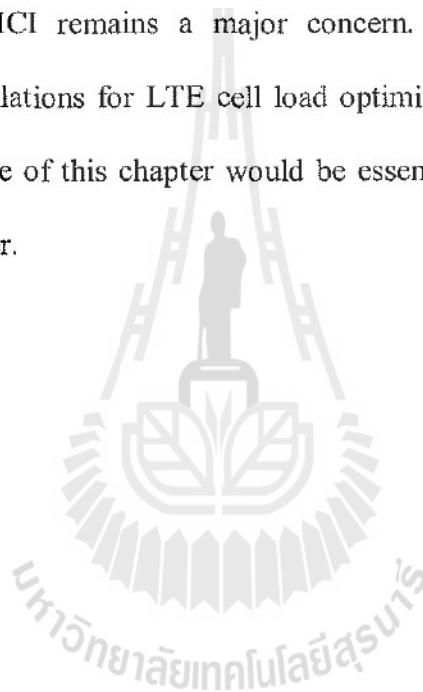 ICI remains a major concern.
lations for LTE cell load optimi
e of this chapter would be essen
r.
มหาวิทยาลัยเทคโนโลยีสุรนารี